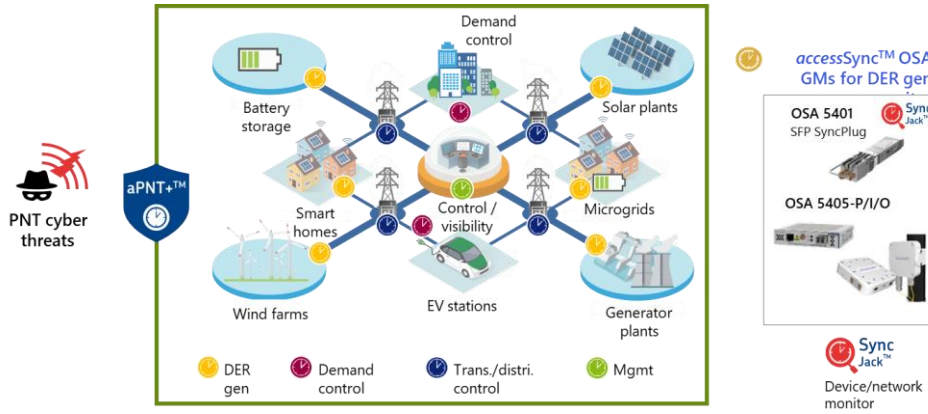 PNT cyber
threats
aPNT+™
Demand
control
Battery
storage
Solar plants
Smart
homes
Control /
visibility
Microgrids
Wind farms
EV stations
Generator
plants
DER
gen
Demand
control
Trans./distri.
control
Mgmt
accessSync™ OSA
GMs for DER gen
OSA 5401
SFP SyncPlug
Sync
Jack™
OSA 5405-P/I/O
Sync
Jack™
Device/network
monitor